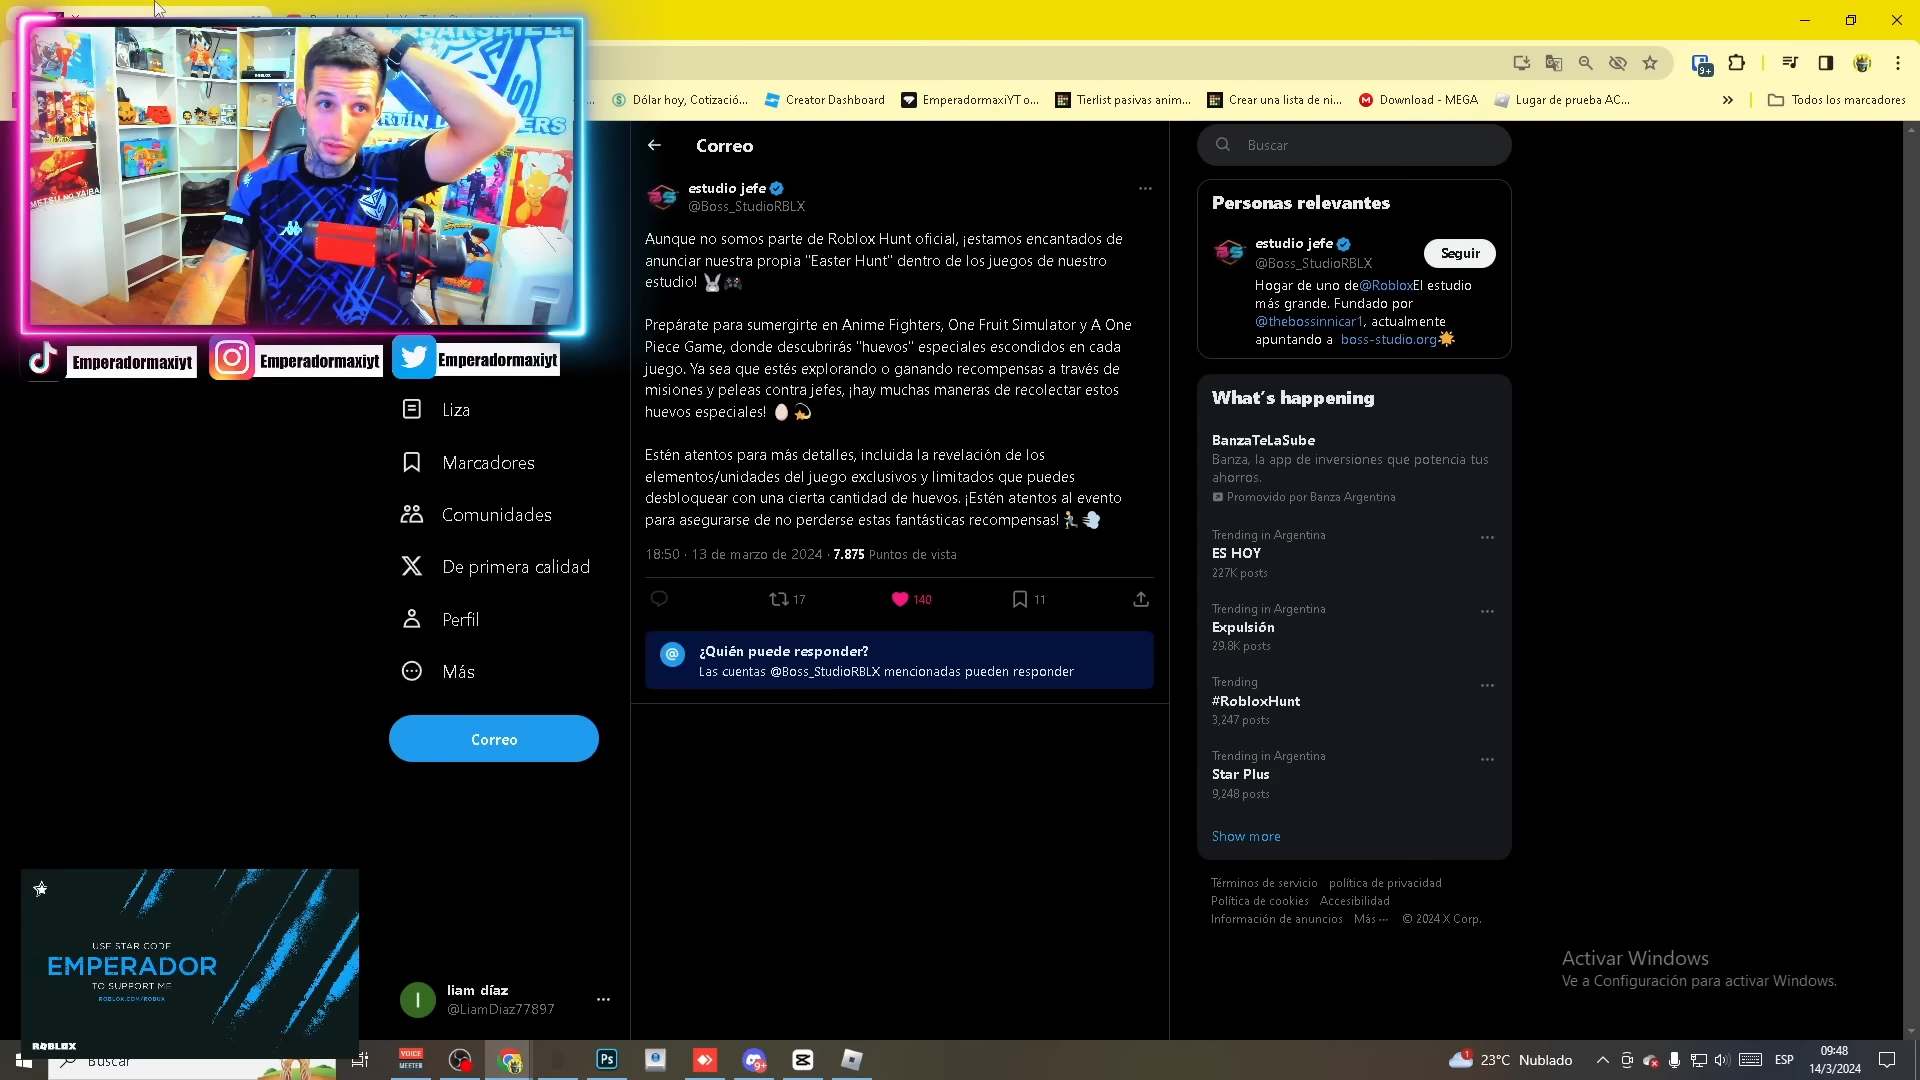 Dólar hoy, Cotizació...
Creator Dashboard
EmperadormaxiYT o...
Tierlist pasivas anim...
Crear una lista de ni...
Download - MEGA
Lugar de prueba AC...
Todos los marcadores
9+
METSU NO YAIBA
Emperadormaxiyt
Emperadormaxiyt
Emperadormaxiyt
Liza
Marcadores
Comunidades
De primera calidad
Perfil
Más
Correo
liam díaz
@LiamDiaz77897
USE STAR CODE
EMPERADOR
TO SUPPORT ME
ROBLOX.COM/ROBUX
ROBLOX
Correo
estudio jefe
@Boss_StudioRBLX
Aunque no somos parte de Roblox Hunt oficial, ¡estamos encantados de
anunciar nuestra propia "Easter Hunt" dentro de los juegos de nuestro
estudio! 🐰🎮
Prepárate para sumergirte en Anime Fighters, One Fruit Simulator y A One
Piece Game, donde descubrirás "huevos" especiales escondidos en cada
juego. Ya sea que estés explorando o ganando recompensas a través de
misiones y peleas contra jefes, ¡hay muchas maneras de recolectar estos
huevos especiales! 🥚💫
Estén atentos para más detalles, incluida la revelación de los
elementos/unidades del juego exclusivos y limitados que puedes
desbloquear con una cierta cantidad de huevos. ¡Estén atentos al evento
para asegurarse de no perderse estas fantásticas recompensas! 🏃💨
18:50 · 13 de marzo de 2024 · 7.875 Puntos de vista
17
140
11
¿Quién puede responder?
Las cuentas @Boss_StudioRBLX mencionadas pueden responder
Buscar
Personas relevantes
estudio jefe
@Boss_StudioRBLX
Seguir
Hogar de uno de@RobloxEl estudio
más grande. Fundado por
@thebossinnicar1, actualmente
apuntando a boss-studio.org☀️
What's happening
BanzaTeLaSube
Banza, la app de inversiones que potencia tus
ahorros.
Promovido por Banza Argentina
Trending in Argentina
ES HOY
227K posts
Trending in Argentina
Expulsión
29.8K posts
Trending
#RobloxHunt
3,247 posts
Trending in Argentina
Star Plus
9,248 posts
Show more
Términos de servicio política de privacidad
Política de cookies Accesibilidad
Información de anuncios Más ··· © 2024 X Corp.
Activar Windows
Ve a Configuración para activar Windows.
Buscar
VOICE
MEETER
Ps
9+
1
23°C Nublado
ESP
09:48
14/3/2024